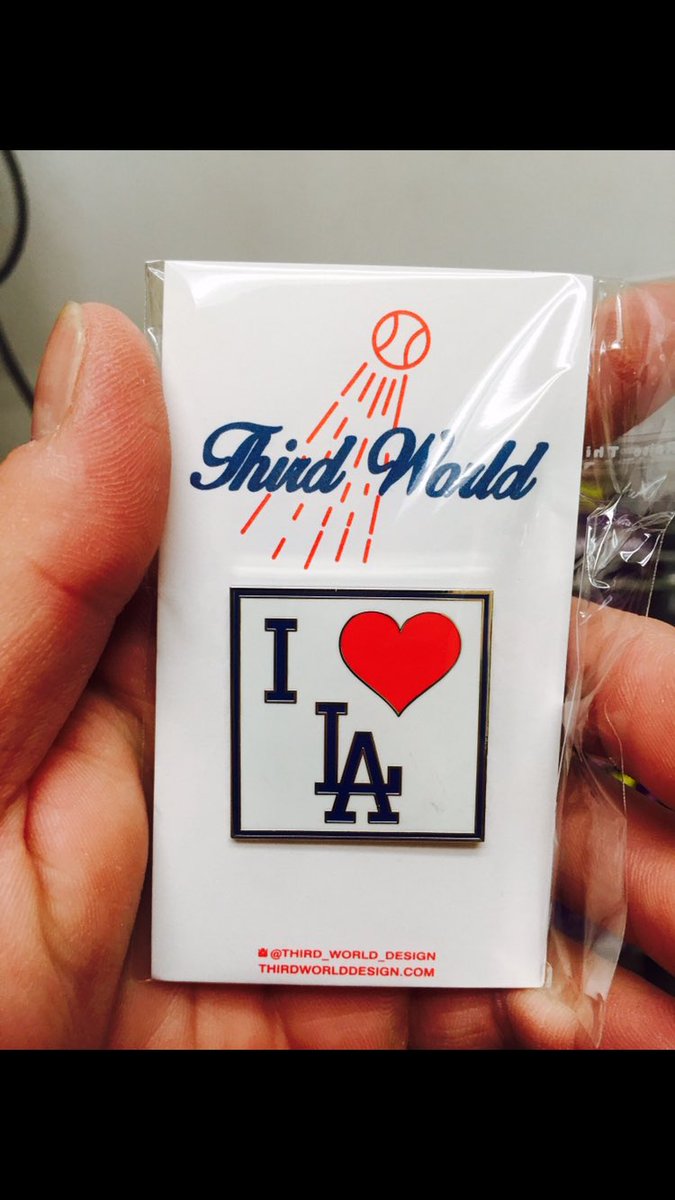 Third World
I ❤
LA
@THIRD_WORLD_DESIGN
THIRDWORLDDESIGN.COM